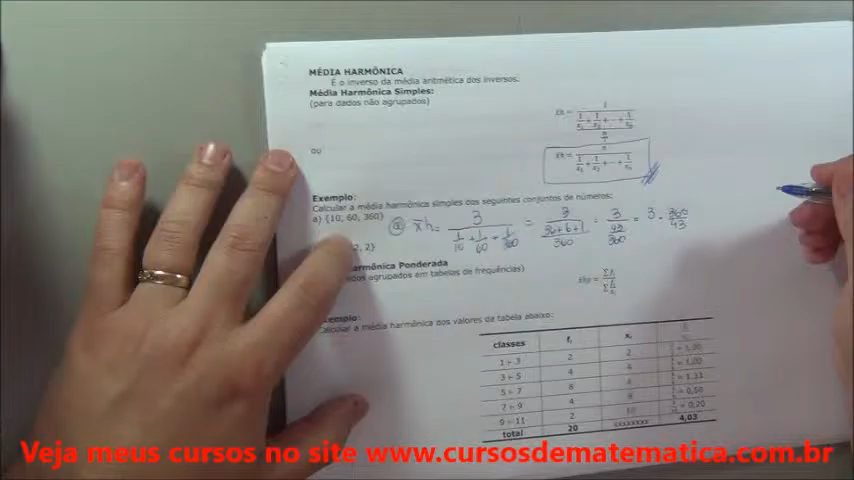 MÉDIA HARMÔNICA
É o inverso da média aritmética dos inversos.
Média Harmônica Simples:
(para dados não agrupados)
ou
Exemplo:
Calcular a média harmônica simples dos seguintes conjuntos de números:
a) {10, 60, 360}
a) x̄h = 3 / (1/10 + 1/60 + 1/360) = 3 / ((36+6+1)/360) = 3 / (43/360) = 3 · 360/43
2, 2}
Harmônica Ponderada
dos agrupados em tabelas de frequências)
Exemplo:
Calcular a média harmônica dos valores da tabela abaixo:
classes fi xi
1 ⊢ 3 2 2 = 1,00
3 ⊢ 5 4 4 = 1,00
5 ⊢ 7 8 6 = 1,33
7 ⊢ 9 4 8 = 0,50
9 ⊢ 11 2 10 = 0,20
total 20 4,03
Veja meus cursos no site www.cursosdematematica.com.br